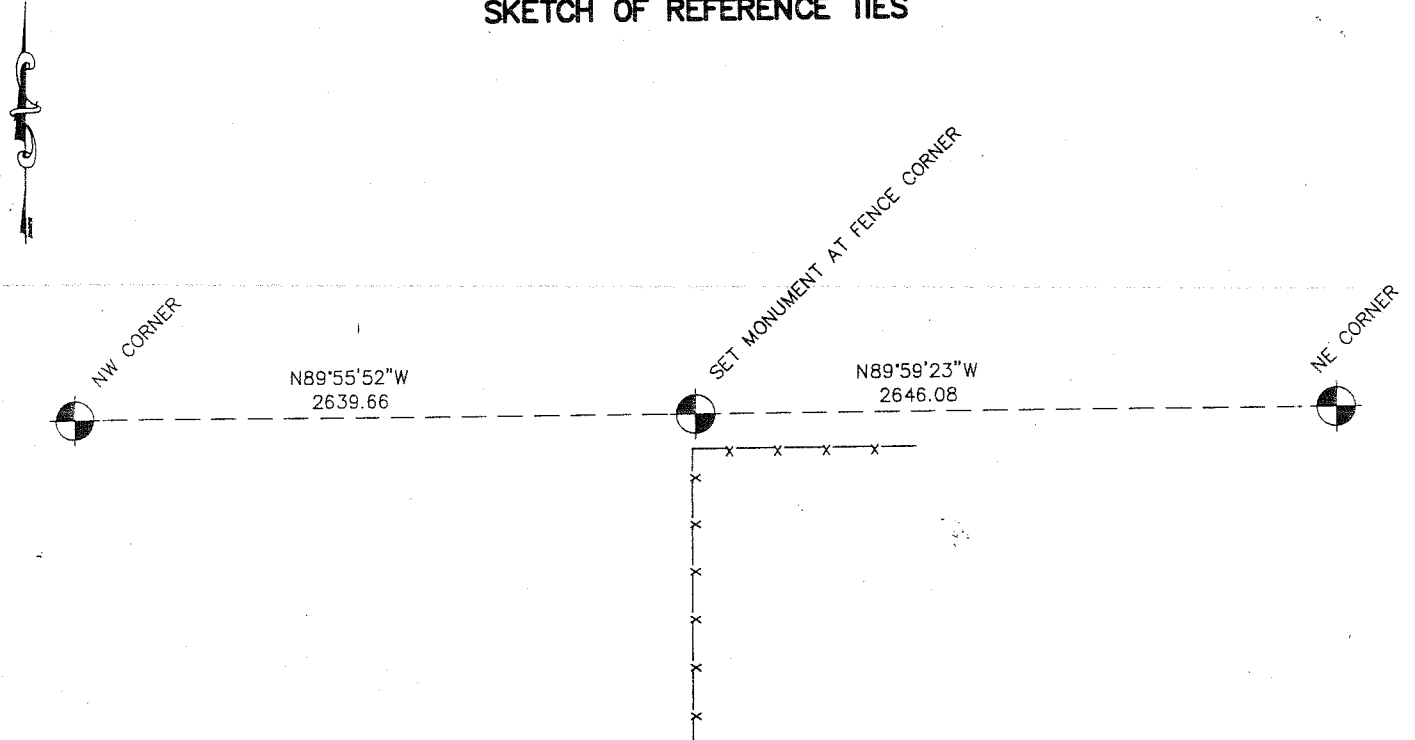 SKETCH OF REFERENCE TIES
SET MONUMENT AT FENCE CORNER
NW CORNER
NE CORNER
N89°55'52"W
2639.66
N89°59'23"W
2646.08